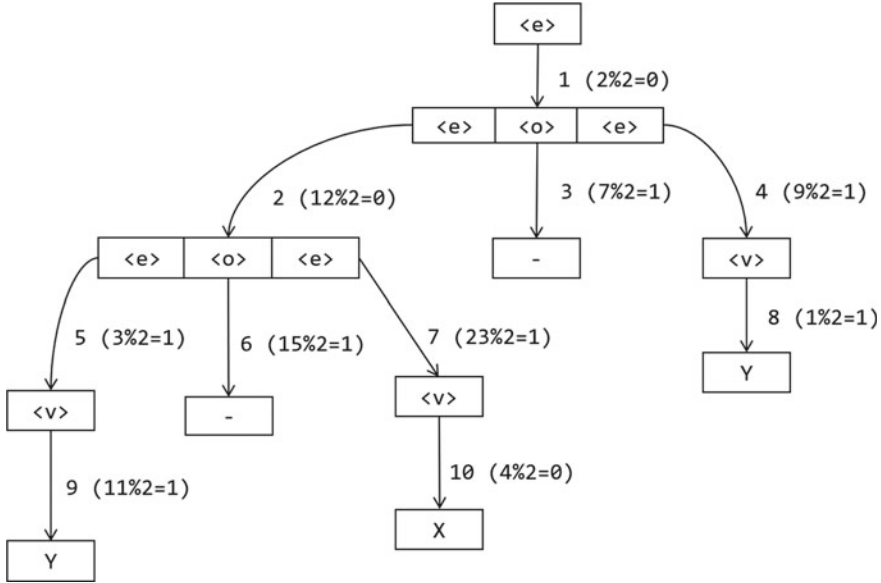 <e>
1 (2%2=0)
<e> <o> <e>
2 (12%2=0)
3 (7%2=1)
4 (9%2=1)
<e> <o> <e>
-
<v>
5 (3%2=1)
6 (15%2=1)
7 (23%2=1)
8 (1%2=1)
<v>
-
<v>
Y
9 (11%2=1)
10 (4%2=0)
Y
X